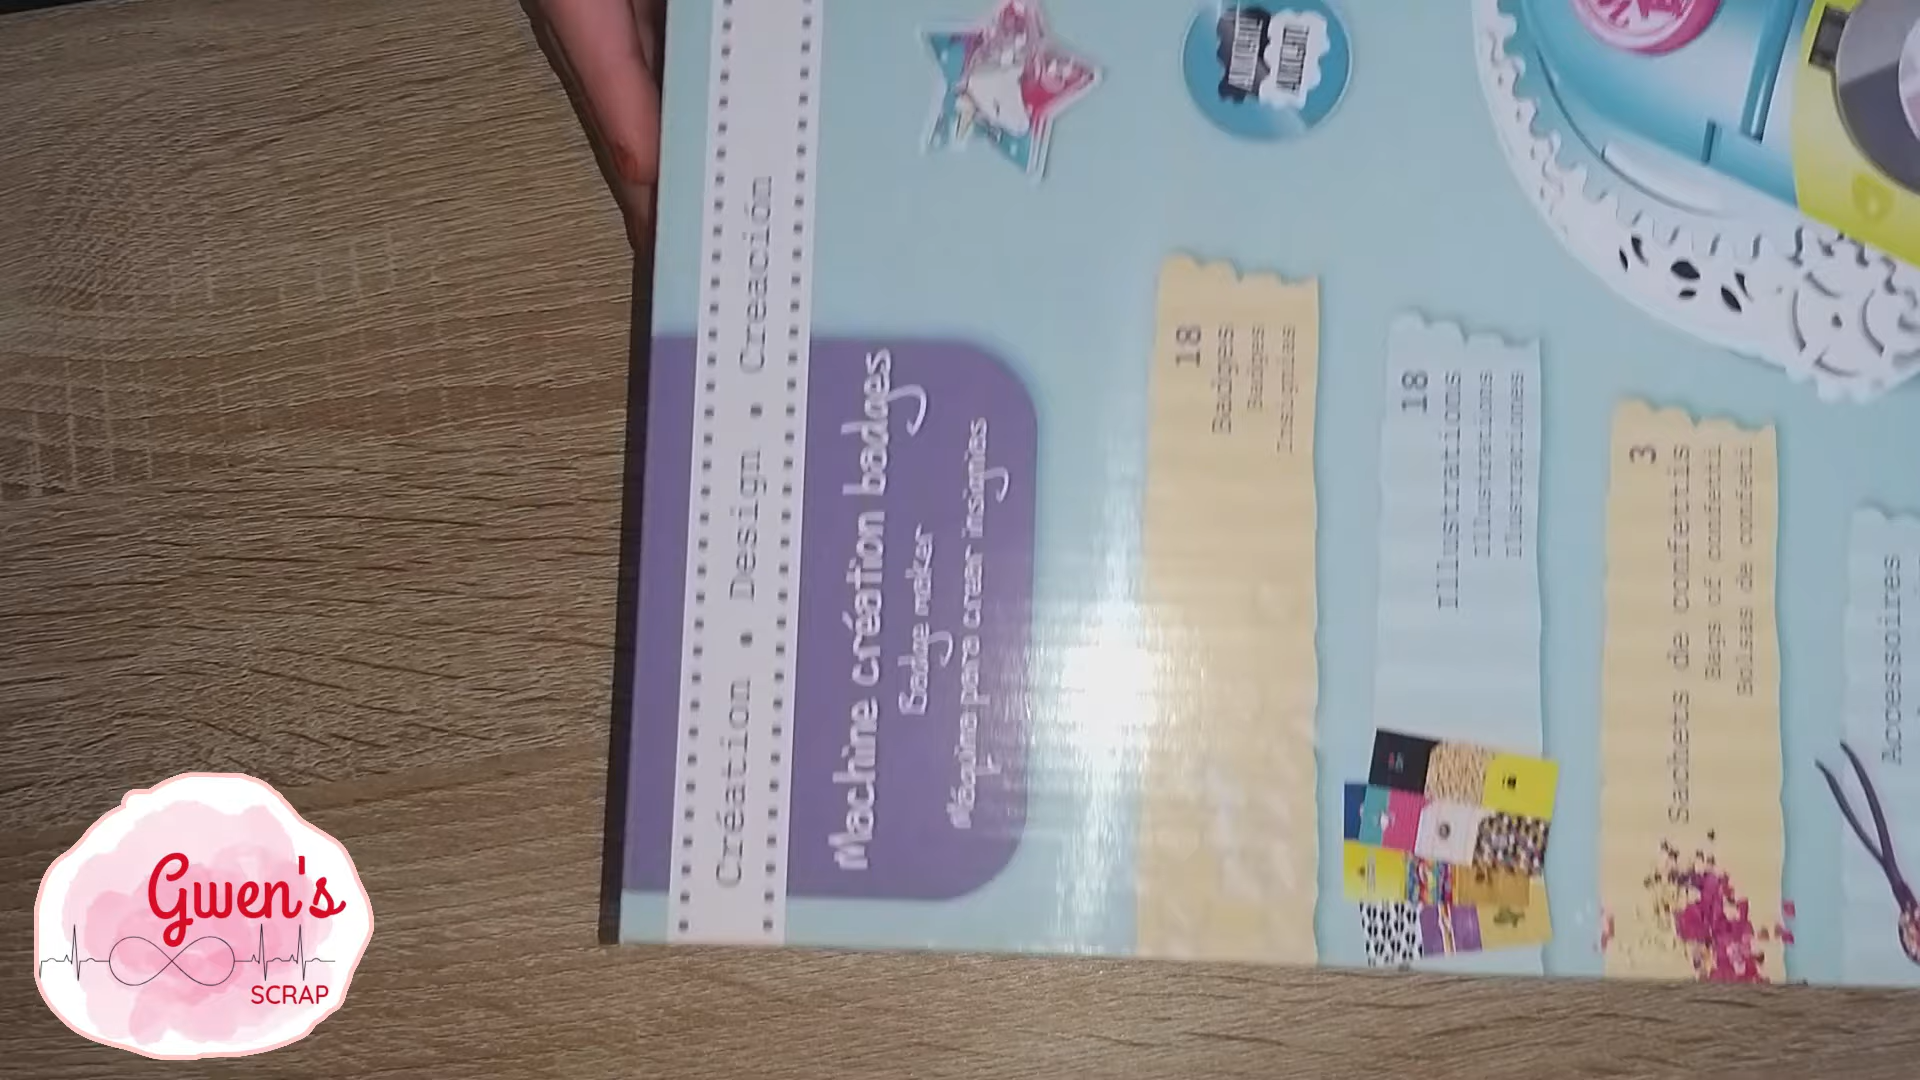 Création • Design • Creación
Machine création badges
Badge maker
Máquina para crear insignias
18
Badges
Badges
Insignias
18
Illustrations
Illustrations
Ilustraciones
3
Sachets de confettis
Bags of confetti
Bolsas de confeti
Accessoires
Gwen's
SCRAP